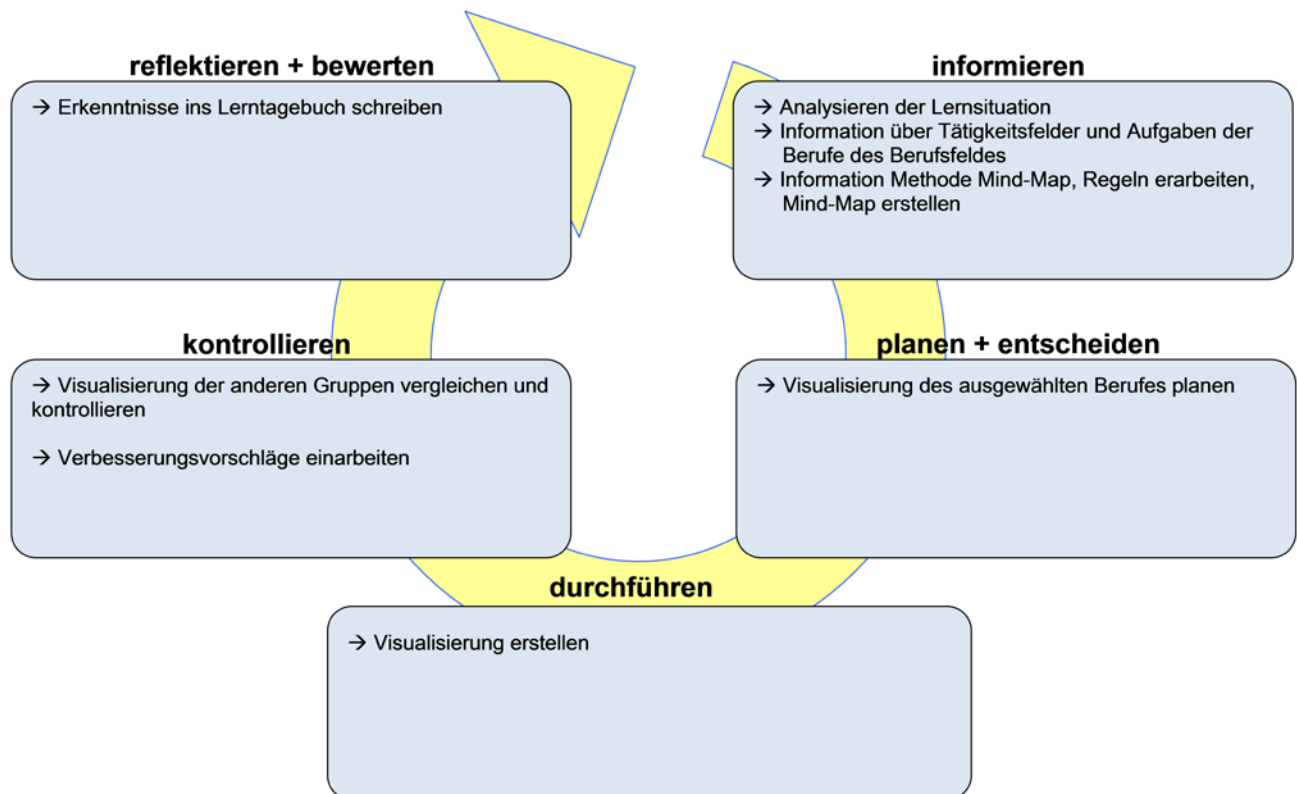 reflektieren + bewerten
→ Erkenntnisse ins Lerntagebuch schreiben
informieren
→ Analysieren der Lernsituation
→ Information über Tätigkeitsfelder und Aufgaben der
Berufe des Berufsfeldes
→ Information Methode Mind-Map, Regeln erarbeiten,
Mind-Map erstellen
kontrollieren
→ Visualisierung der anderen Gruppen vergleichen und
kontrollieren
→ Verbesserungsvorschläge einarbeiten
planen + entscheiden
→ Visualisierung des ausgewählten Berufes planen
durchführen
→ Visualisierung erstellen